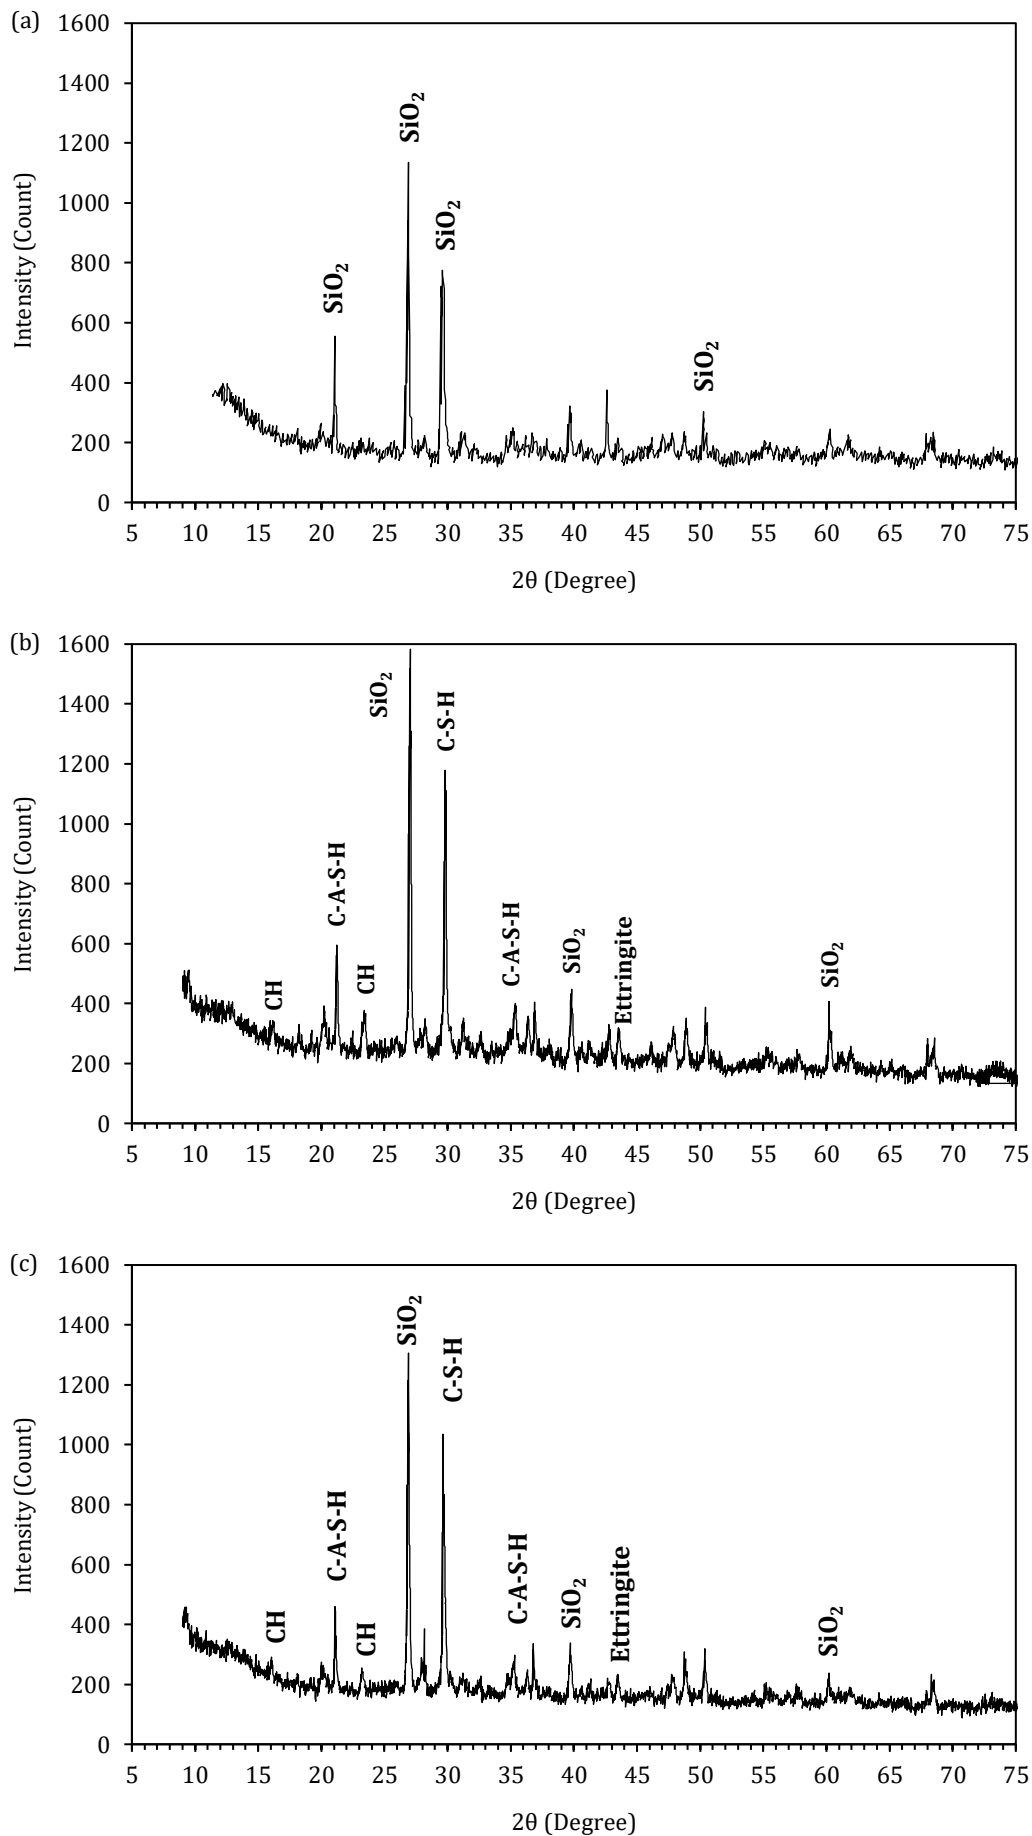 (a)
1600
1400
1200
1000
800
600
400
200
0
Intensity (Count)
SiO₂
SiO₂
SiO₂
SiO₂
5 10 15 20 25 30 35 40 45 50 55 60 65 70 75
2θ (Degree)
(b)
1600
1400
1200
1000
800
600
400
200
0
Intensity (Count)
CH
C-A-S-H
CH
SiO₂
C-S-H
C-A-S-H
SiO₂
Ettringite
SiO₂
5 10 15 20 25 30 35 40 45 50 55 60 65 70 75
2θ (Degree)
(c)
1600
1400
1200
1000
800
600
400
200
0
Intensity (Count)
CH
C-A-S-H
CH
SiO₂
C-S-H
C-A-S-H
SiO₂
Ettringite
SiO₂
5 10 15 20 25 30 35 40 45 50 55 60 65 70 75
2θ (Degree)